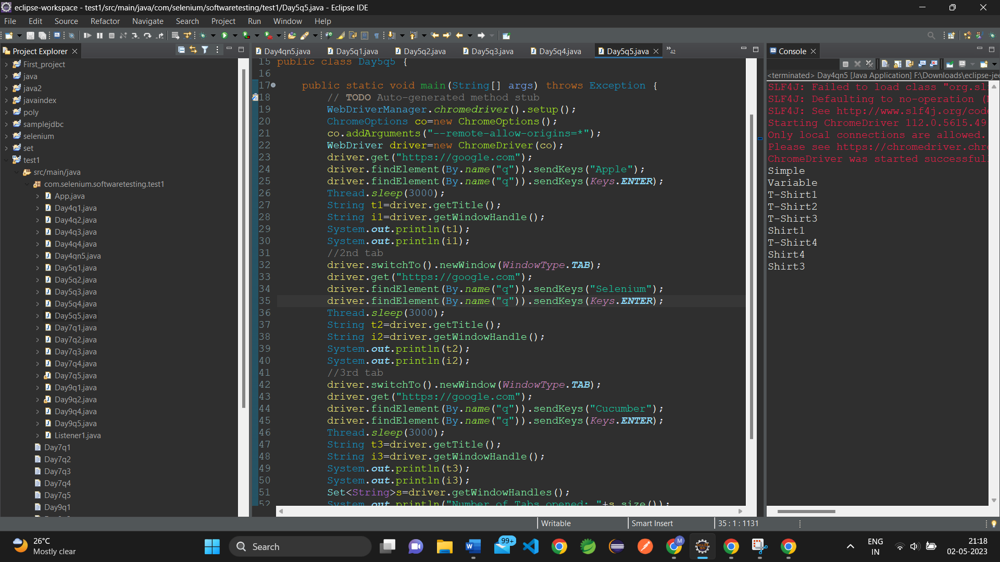 eclipse-workspace - test1/src/main/java/com/selenium/softwaretesting/test1/Day5q5.java - Eclipse IDE
File Edit Source Refactor Navigate Search Project Run Window Help
Project Explorer
First_project
java
java2
javaindex
poly
samplejdbc
selenium
set
test1
src/main/java
com.selenium.softwaretesting.test1
App.java
Day4q1.java
Day4q2.java
Day4q3.java
Day4q4.java
Day4qn5.java
Day5q1.java
Day5q2.java
Day5q3.java
Day5q4.java
Day5q5.java
Day7q1.java
Day7q2.java
Day7q3.java
Day7q4.java
Day7q5.java
Day9q1.java
Day9q2.java
Day9q4.java
Day9q5.java
Listener1.java
Day7q1
Day7q2
Day7q3
Day7q4
Day7q5
Day9q1
Day4qn5.java Day5q1.java Day5q2.java Day5q3.java Day5q4.java Day5q5.java 42
15 public class Day5q5 {
16
17 public static void main(String[] args) throws Exception {
18 // TODO Auto-generated method stub
19 WebDriverManager.chromedriver().setup();
20 ChromeOptions co=new ChromeOptions();
21 co.addArguments("--remote-allow-origins=*");
22 WebDriver driver=new ChromeDriver(co);
23 driver.get("https://google.com");
24 driver.findElement(By.name("q")).sendKeys("Apple");
25 driver.findElement(By.name("q")).sendKeys(Keys.ENTER);
26 Thread.sleep(3000);
27 String t1=driver.getTitle();
28 String i1=driver.getWindowHandle();
29 System.out.println(t1);
30 System.out.println(i1);
31 //2nd tab
32 driver.switchTo().newWindow(WindowType.TAB);
33 driver.get("https://google.com");
34 driver.findElement(By.name("q")).sendKeys("Selenium");
35 driver.findElement(By.name("q")).sendKeys(Keys.ENTER);
36 Thread.sleep(3000);
37 String t2=driver.getTitle();
38 String i2=driver.getWindowHandle();
39 System.out.println(t2);
40 System.out.println(i2);
41 //3rd tab
42 driver.switchTo().newWindow(WindowType.TAB);
43 driver.get("https://google.com");
44 driver.findElement(By.name("q")).sendKeys("Cucumber");
45 driver.findElement(By.name("q")).sendKeys(Keys.ENTER);
46 Thread.sleep(3000);
47 String t3=driver.getTitle();
48 String i3=driver.getWindowHandle();
49 System.out.println(t3);
50 System.out.println(i3);
51 Set<String>s=driver.getWindowHandles();
52 System.out.println("Number of Tabs opened: "+s.size());
Console
<terminated> Day4qn5 [Java Application] F:\Downloads\eclipse-jee
SLF4J: Failed to load class "org.sl
SLF4J: Defaulting to no-operation (
SLF4J: See http://www.slf4j.org/cod
Starting ChromeDriver 112.0.5615.49
Only local connections are allowed.
Please see https://chromedriver.chr
ChromeDriver was started successful
Simple
Variable
T-Shirt1
T-Shirt2
T-Shirt3
Shirt1
T-Shirt4
Shirt4
Shirt3
Writable Smart Insert 35 : 1 : 1131
26°C
Mostly clear
Search
99+
M
ENG
IN
21:18
02-05-2023